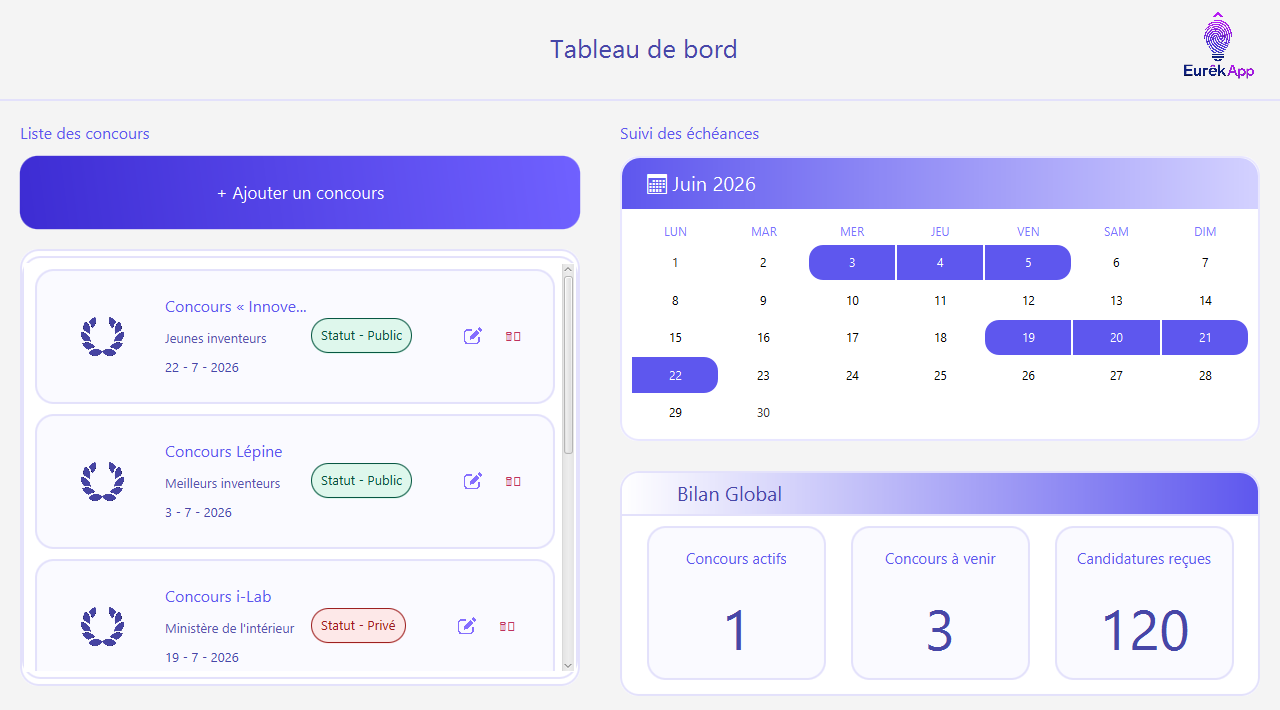 Tableau de bord
EurêkApp
Liste des concours
+ Ajouter un concours
Concours « Innove...
Jeunes inventeurs
22 - 7 - 2026
Statut - Public
Concours Lépine
Meilleurs inventeurs
3 - 7 - 2026
Statut - Public
Concours i-Lab
Ministère de l'intérieur
19 - 7 - 2026
Statut - Privé
Suivi des échéances
Juin 2026
LUN MAR MER JEU VEN SAM DIM
1 2 3 4 5 6 7
8 9 10 11 12 13 14
15 16 17 18 19 20 21
22 23 24 25 26 27 28
29 30
Bilan Global
Concours actifs
1
Concours à venir
3
Candidatures reçues
120